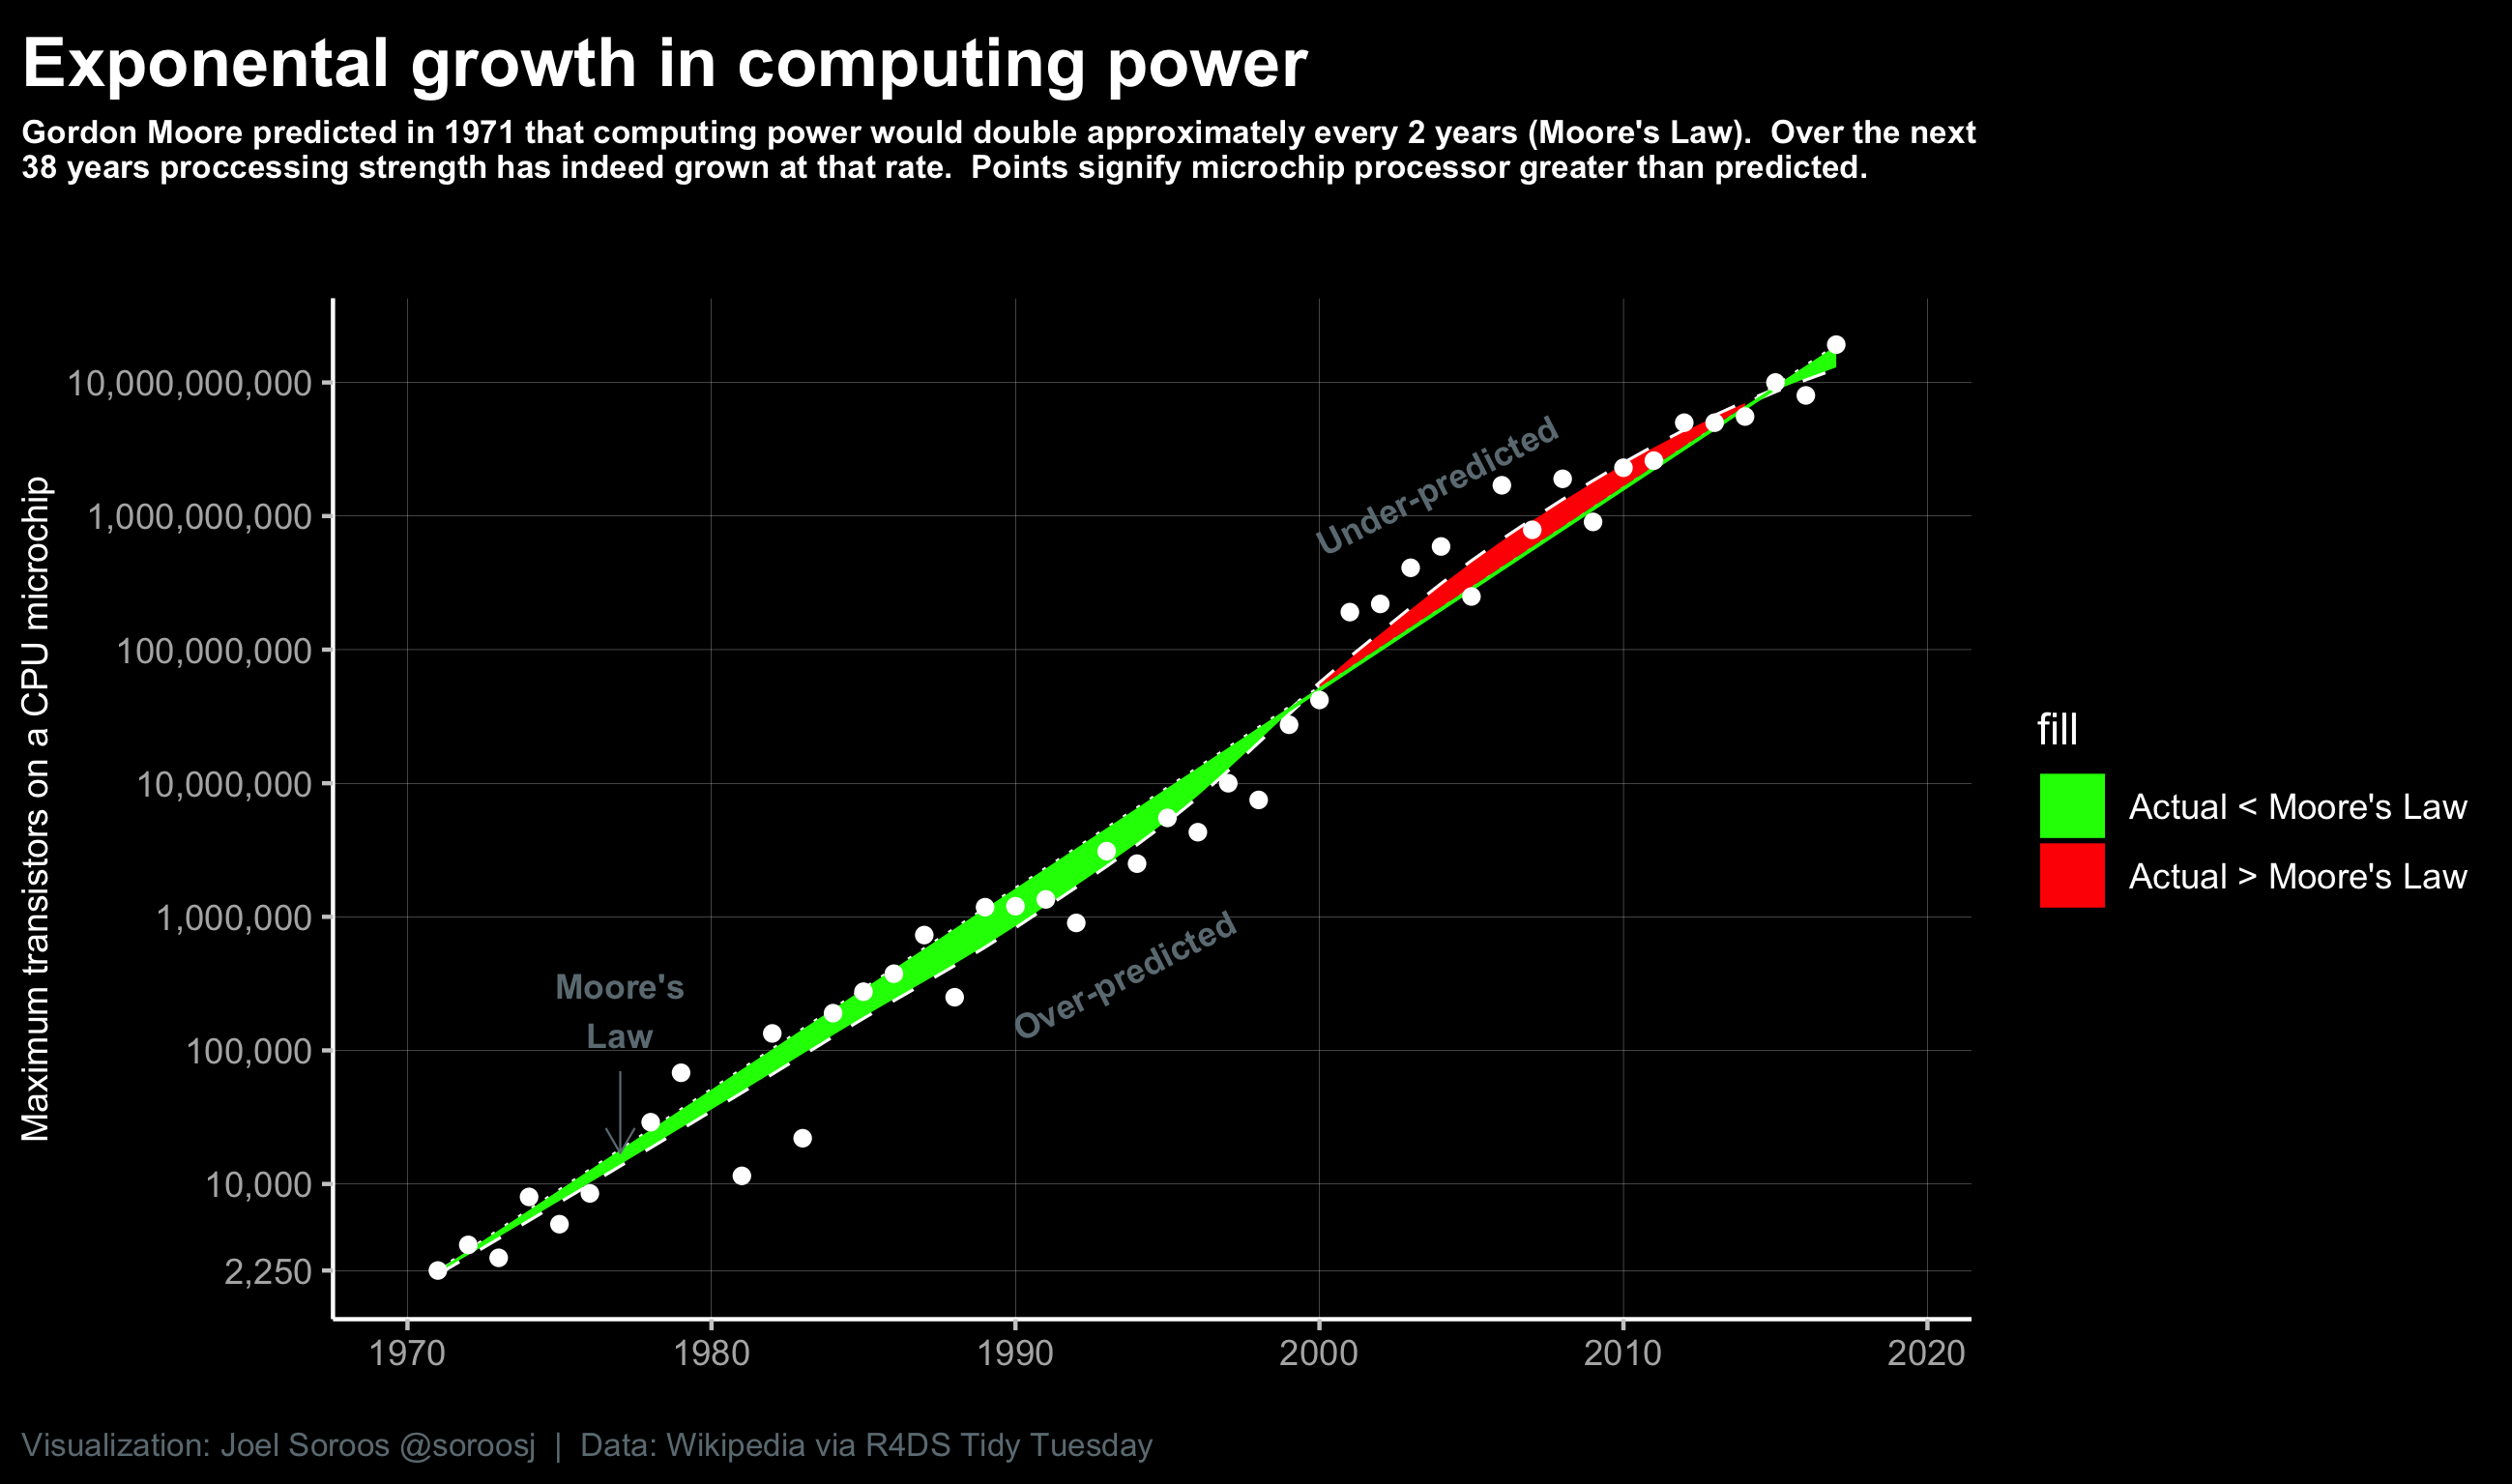 Exponental growth in computing power
Gordon Moore predicted in 1971 that computing power would double approximately every 2 years (Moore's Law).  Over the next
38 years proccessing strength has indeed grown at that rate.  Points signify microchip processor greater than predicted.
Maximum transistors on a CPU microchip
10,000,000,000
1,000,000,000
100,000,000
10,000,000
1,000,000
100,000
10,000
2,250
Under-predicted
Over-predicted
Moore's
Law
1970
1980
1990
2000
2010
2020
fill
Actual < Moore's Law
Actual > Moore's Law
Visualization: Joel Soroos @soroosj  |  Data: Wikipedia via R4DS Tidy Tuesday